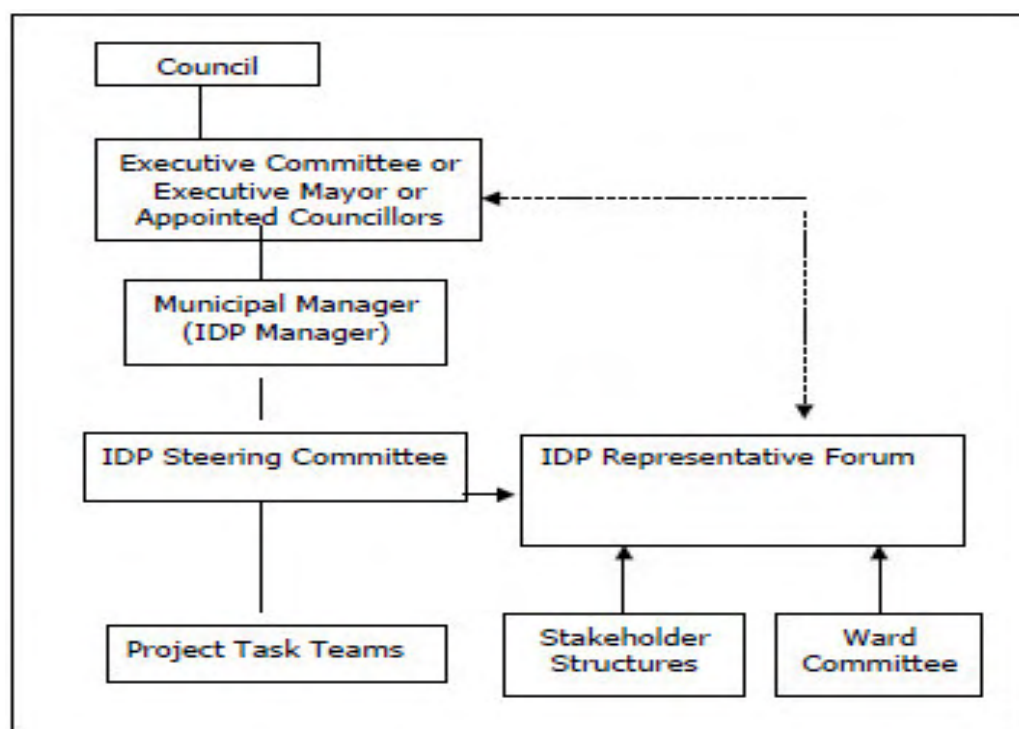 Council
Executive Committee or
Executive Mayor or
Appointed Councillors
Municipal Manager
(IDP Manager)
IDP Steering Committee
IDP Representative Forum
Project Task Teams
Stakeholder
Structures
Ward
Committee